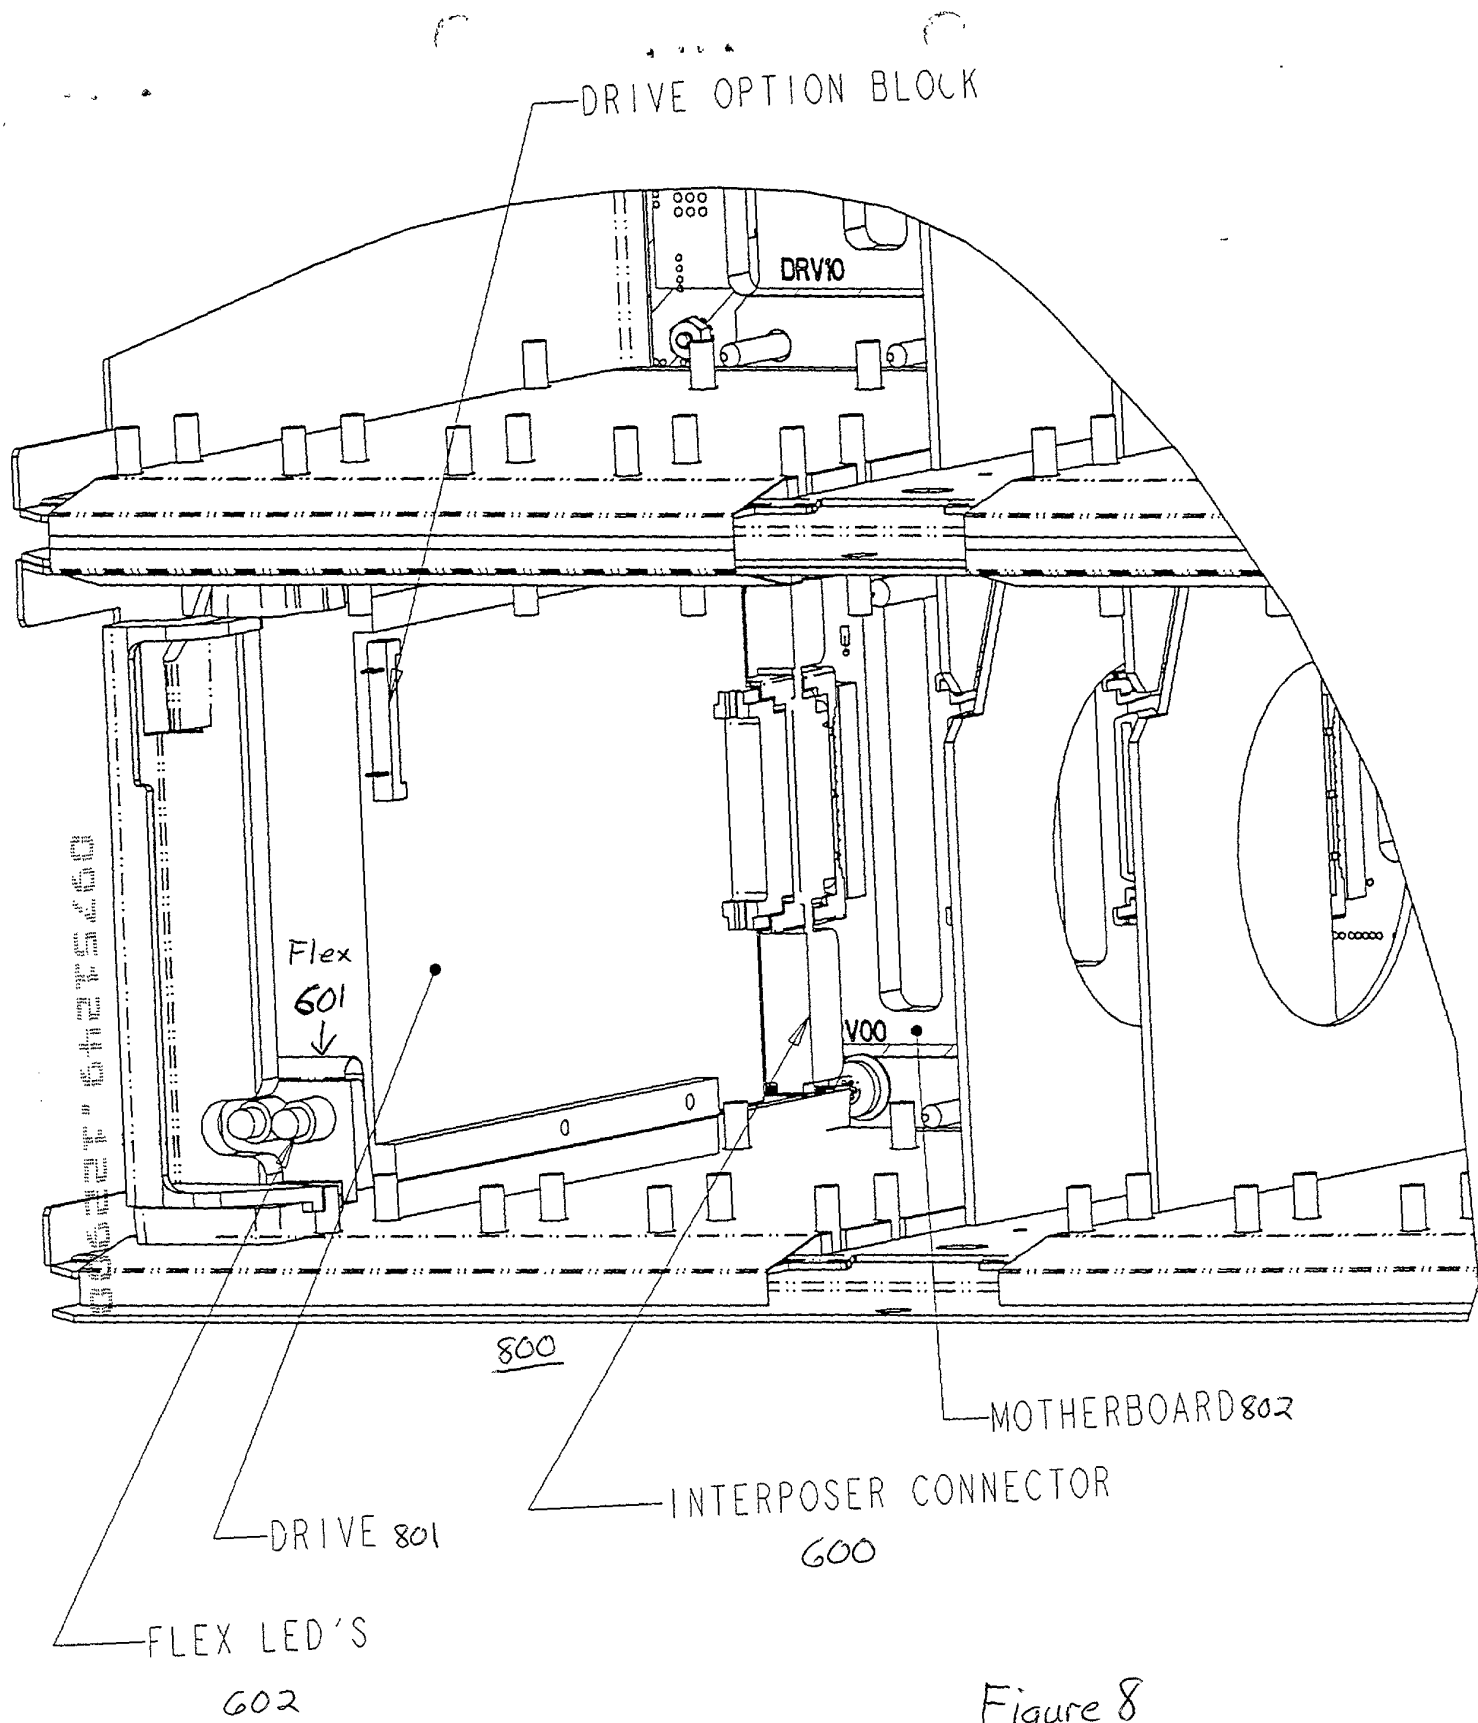 DRIVE OPTION BLOCK
DRV10
Flex
601
V00
800
MOTHERBOARD 802
INTERPOSER CONNECTOR
600
DRIVE 801
FLEX LED'S
602
Figure 8